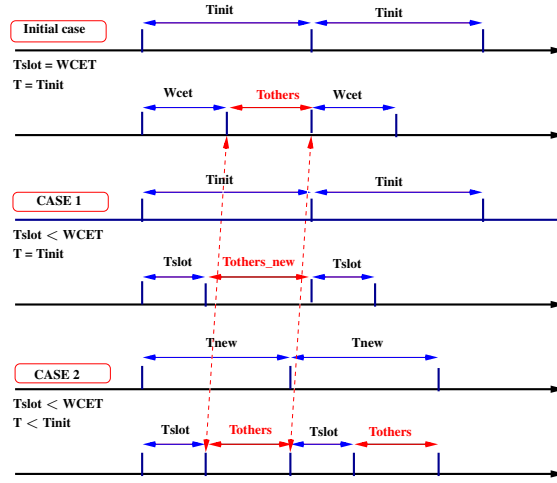 Tinit Tinit
Initial case
Tslot = WCET
T = Tinit
Wcet Tothers Wcet
Tinit Tinit
CASE 1
Tslot < WCET
T = Tinit
Tslot Tothers_new Tslot
Tnew Tnew
CASE 2
Tslot < WCET
T < Tinit
Tslot Tothers Tslot Tothers